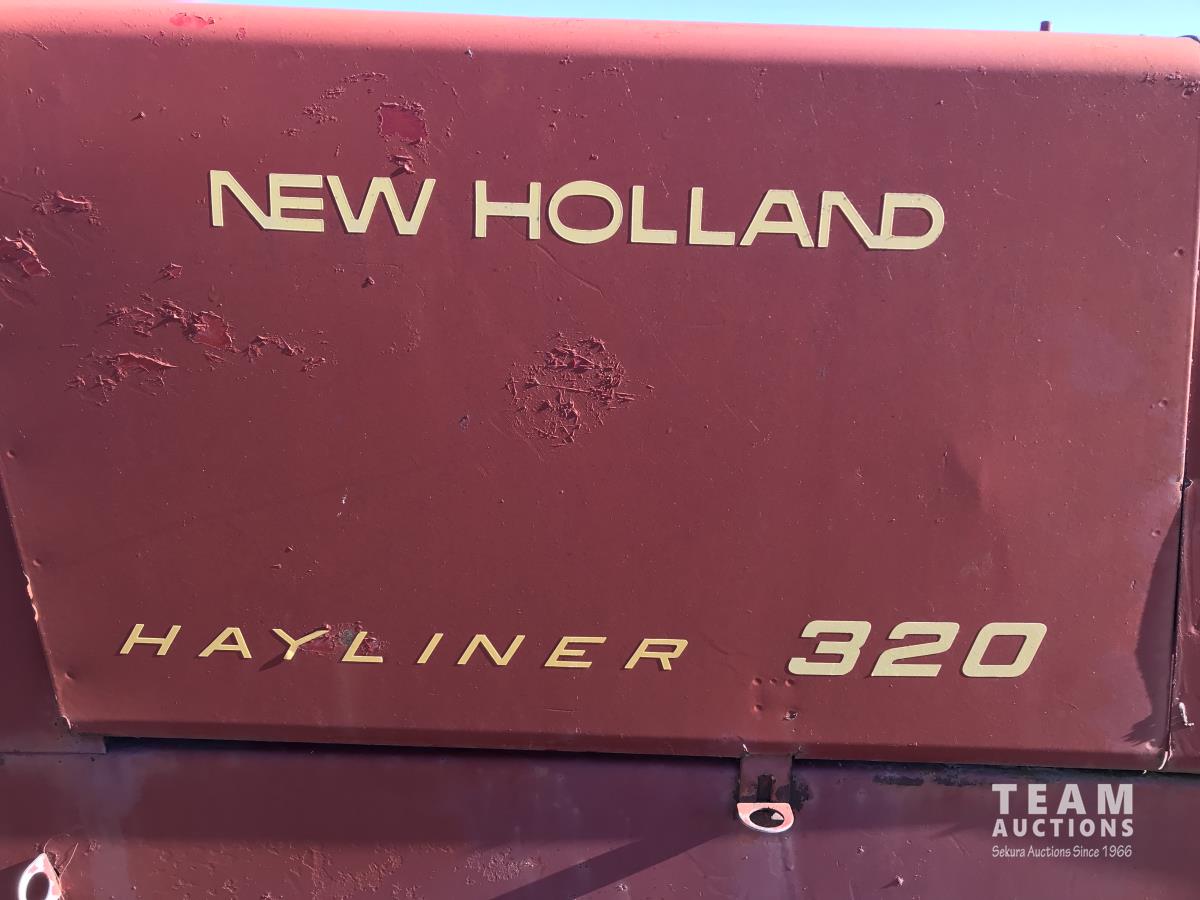 NEW HOLLAND
HAYLINER 320
TEAM
AUCTIONS
Sekura Auctions Since 1966